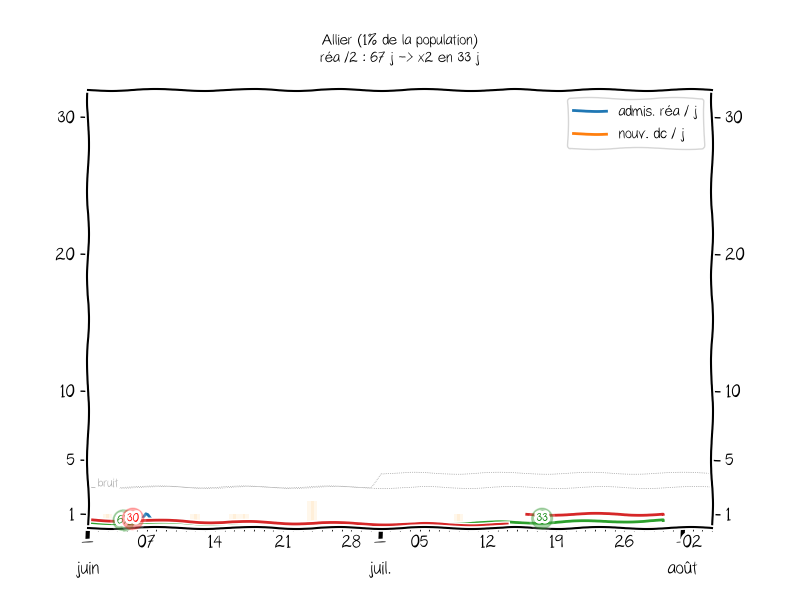 Allier (1% de la population)
réa /2 : 67 j -> x2 en 33 j
admis. réa / j
nouv. dc / j
30 30
20 20
10 10
5 5
bruit
1 6 30 33 1
07 14 21 28 05 12 19 26 02
juin juil. août